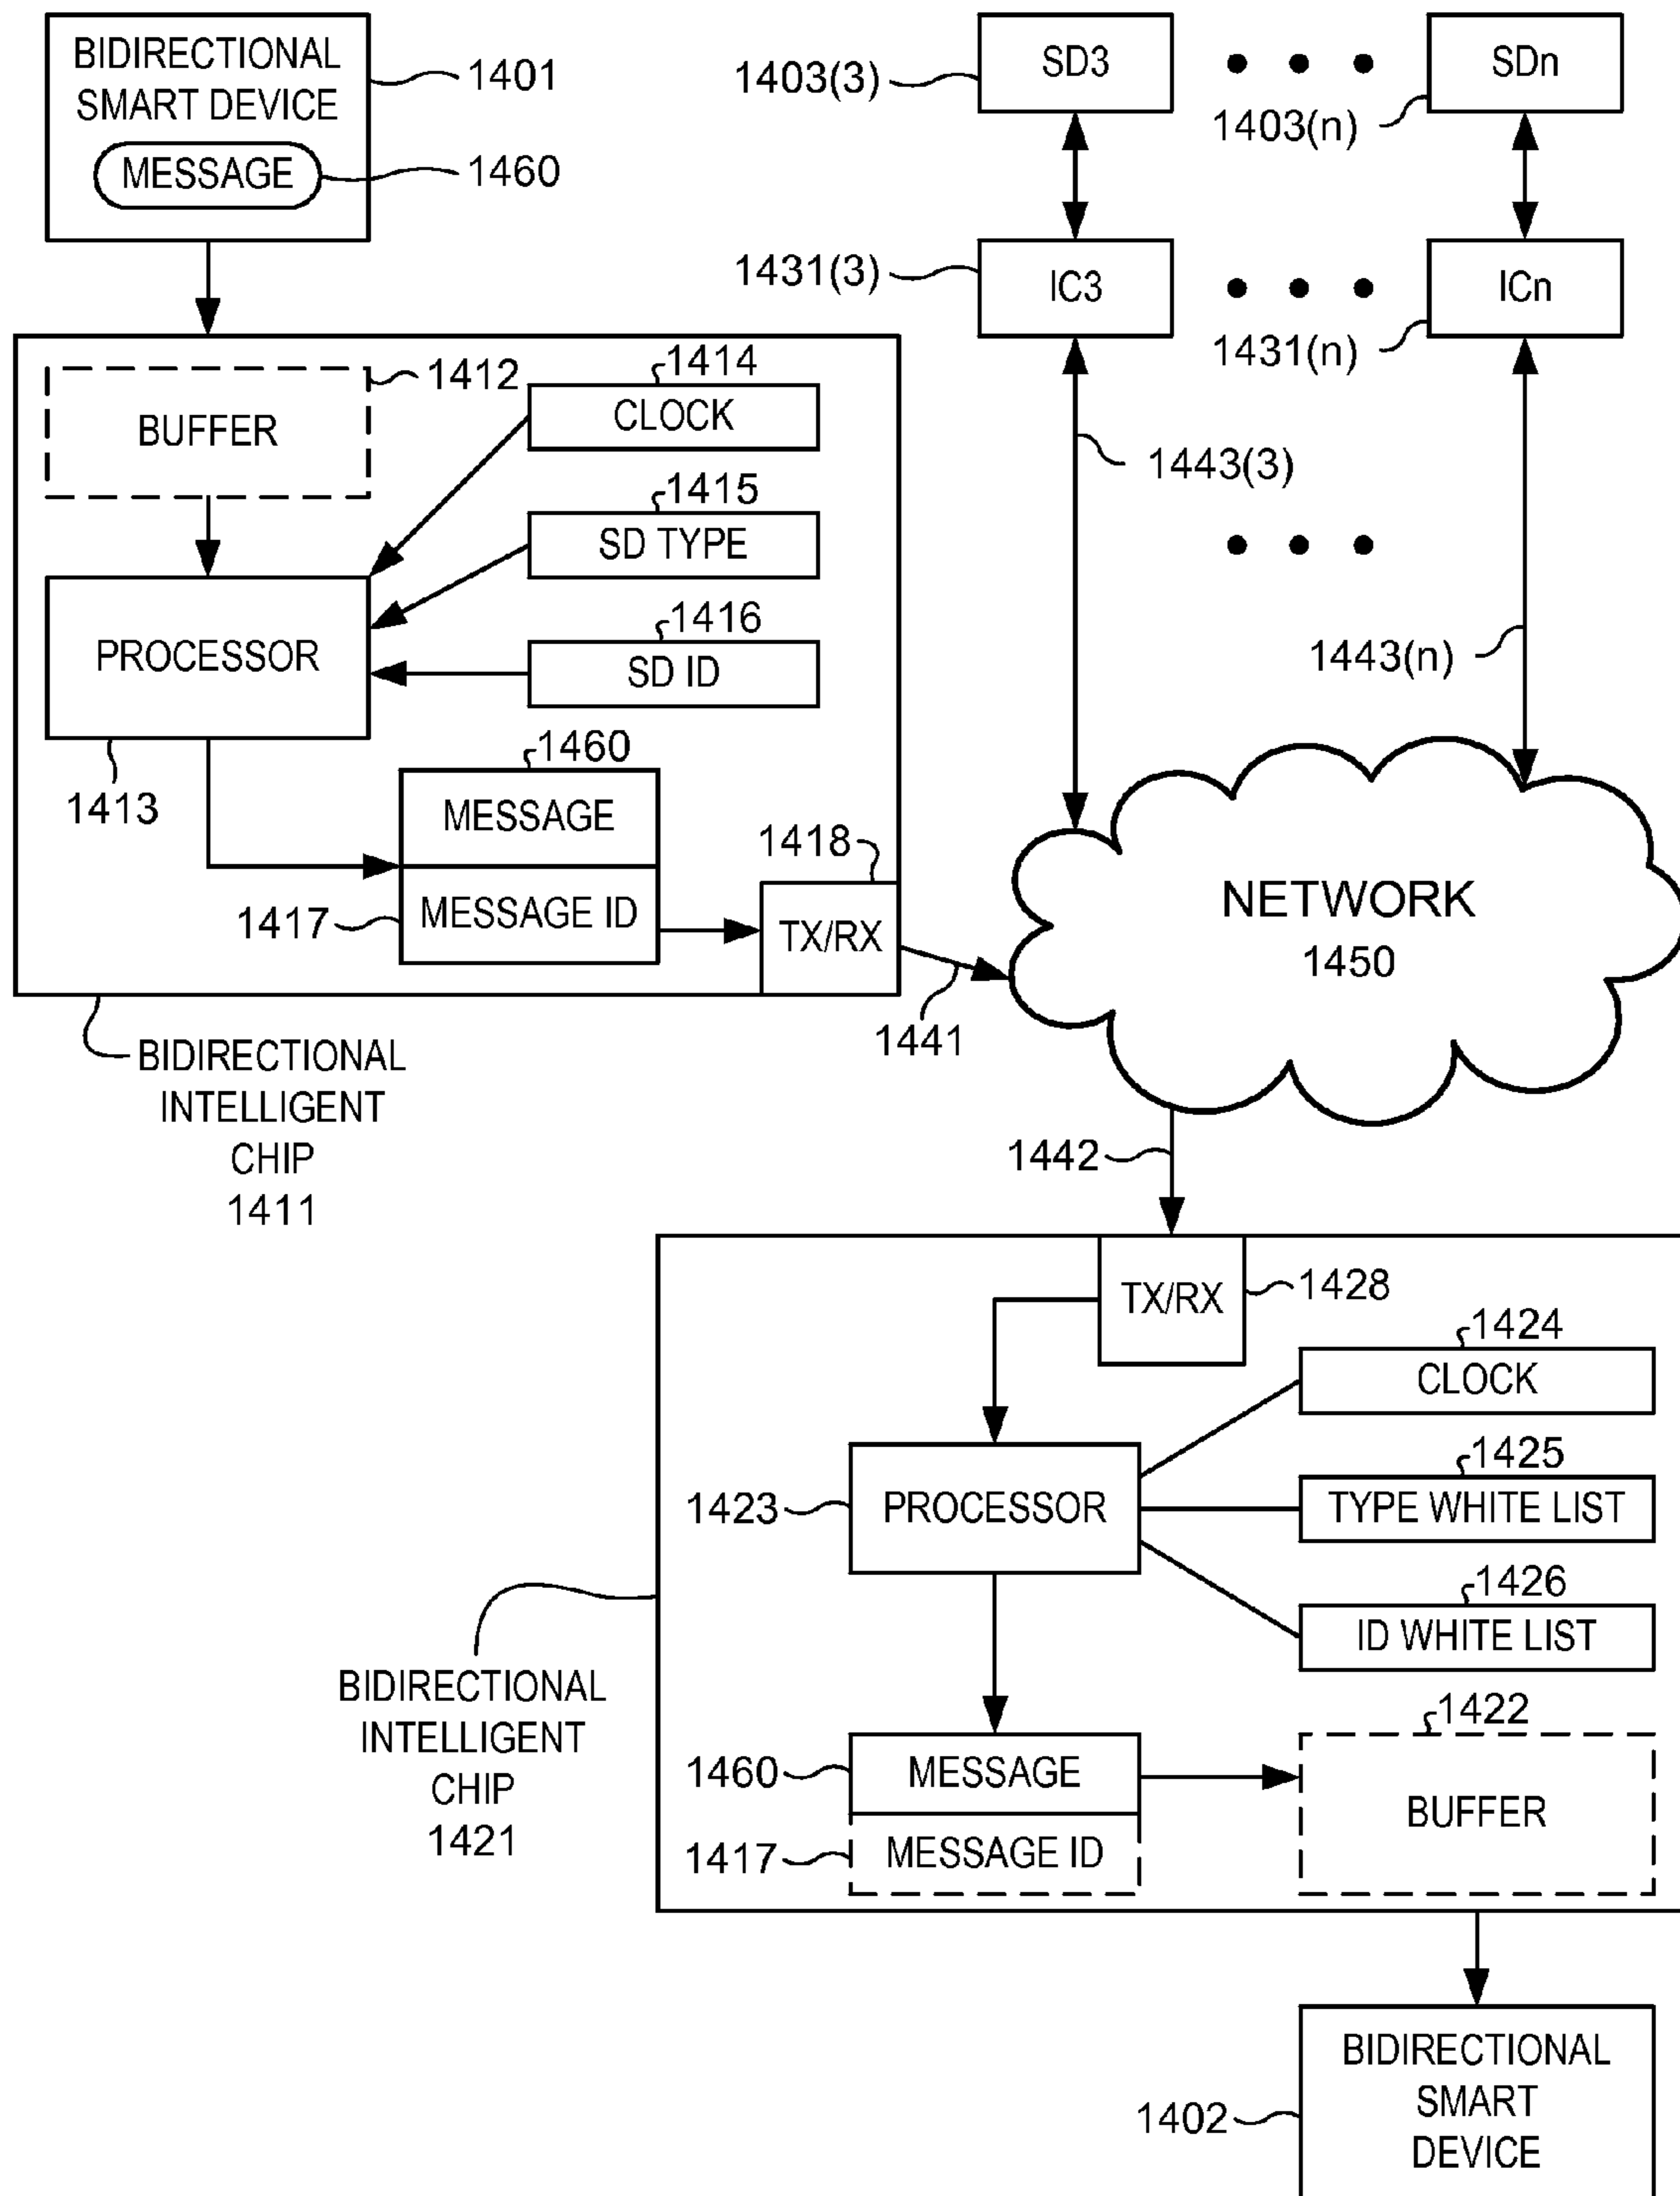 BIDIRECTIONAL
SMART DEVICE
MESSAGE
1401
1460
1403(3)
SD3
SDn
1403(n)
1431(3)
IC3
ICn
1431(n)
BUFFER
1412
1414
CLOCK
1415
SD TYPE
1416
SD ID
PROCESSOR
1413
1460
MESSAGE
1417
MESSAGE ID
1418
TX/RX
1443(3)
1443(n)
NETWORK
1450
1441
1442
BIDIRECTIONAL
INTELLIGENT
CHIP
1411
TX/RX
1428
1424
CLOCK
1423
PROCESSOR
1425
TYPE WHITE LIST
1426
ID WHITE LIST
BIDIRECTIONAL
INTELLIGENT
CHIP
1421
1460
MESSAGE
1417
MESSAGE ID
1422
BUFFER
1402
BIDIRECTIONAL
SMART
DEVICE